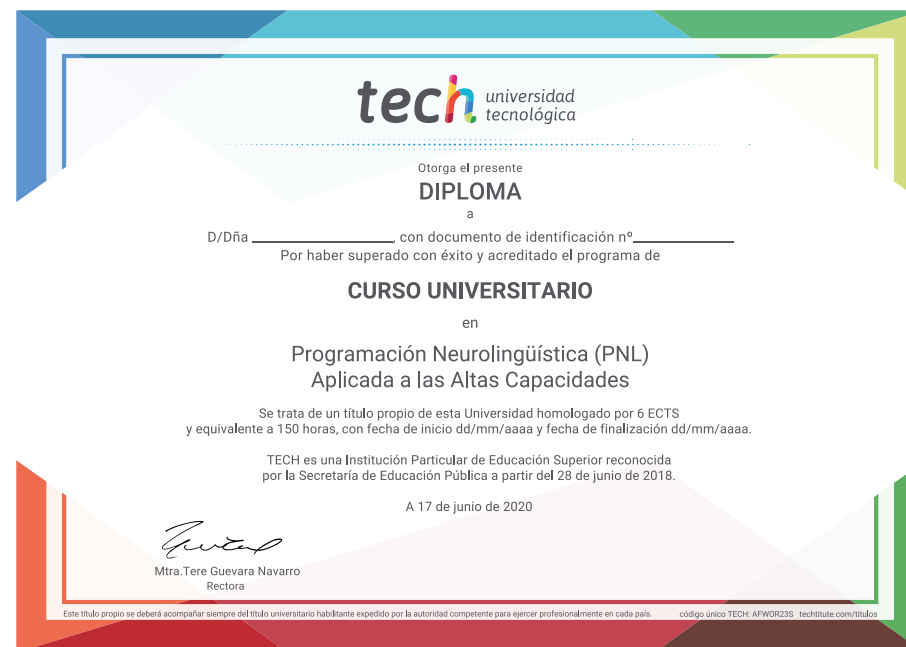 tech universidad
tecnológica
Otorga el presente
DIPLOMA
a
D/Dña ____________________, con documento de identificación nº______________
Por haber superado con éxito y acreditado el programa de
CURSO UNIVERSITARIO
en
Programación Neurolingüística (PNL)
Aplicada a las Altas Capacidades
Se trata de un título propio de esta Universidad homologado por 6 ECTS
y equivalente a 150 horas, con fecha de inicio dd/mm/aaaa y fecha de finalización dd/mm/aaaa.
TECH es una Institución Particular de Educación Superior reconocida
por la Secretaría de Educación Pública a partir del 28 de junio de 2018.
A 17 de junio de 2020
Mtra.Tere Guevara Navarro
Rectora
Este título propio se deberá acompañar siempre del título universitario habilitante expedido por la autoridad competente para ejercer profesionalmente en cada país. código único TECH: AFWOR23S techtitute.com/títulos